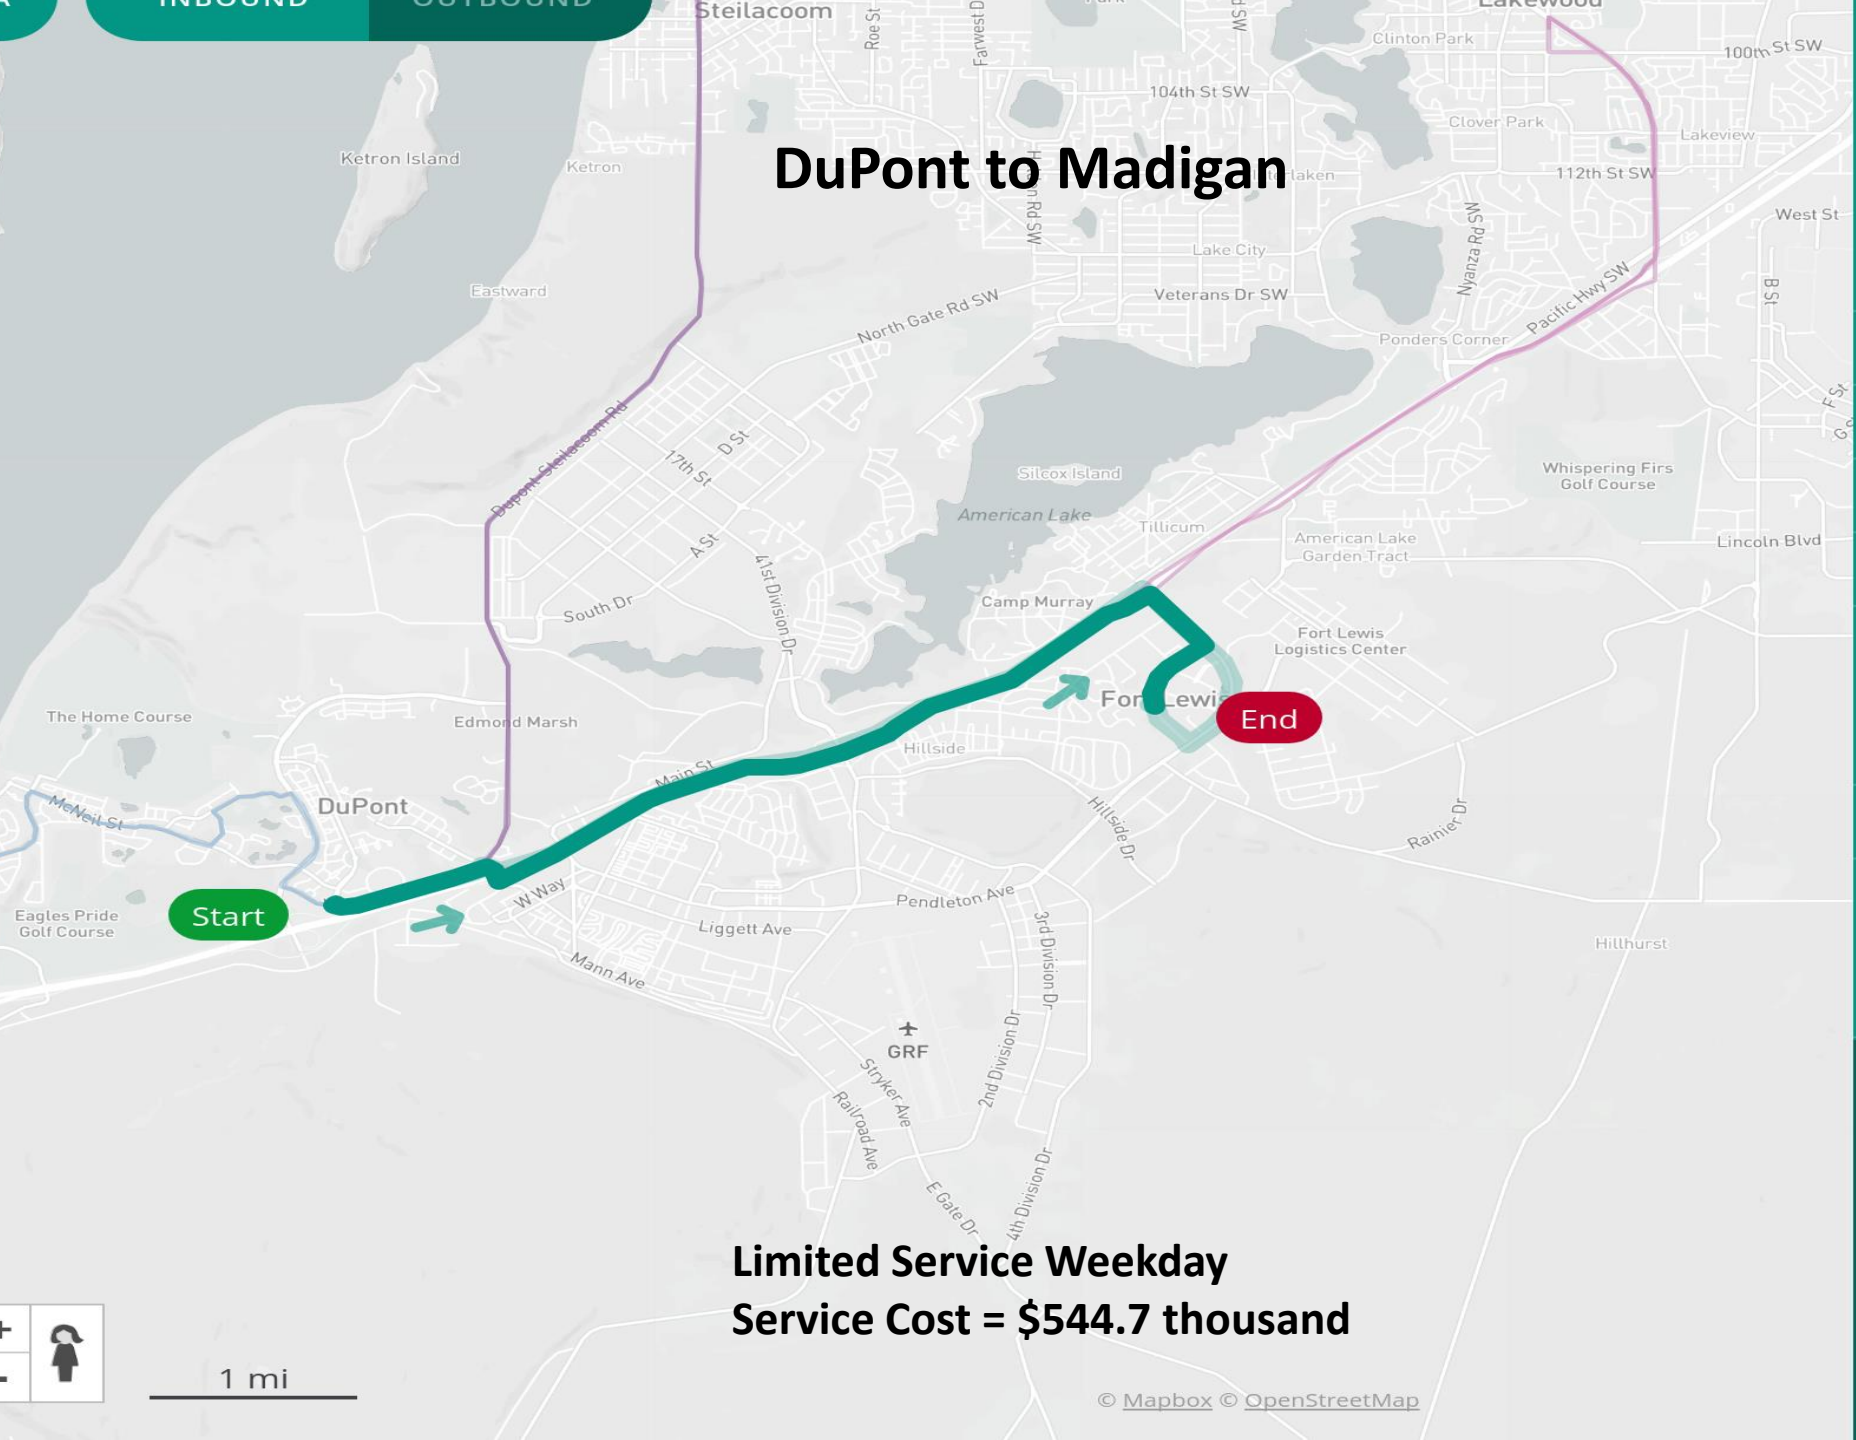 INBOUND
OUTBOUND
Steilacoom
Roe St
Farwest D
Lakewood
Clinton Park
100th St SW
104th St SW
Clover Park
Lakeview
Ketron Island
Ketron
DuPont to Madigan
112th St SW
West St
Nyanza Rd SW
Lake City
Eastward
Veterans Dr SW
North Gate Rd SW
Pacific Hwy SW
B St
Ponders Corner
F St
Dupont-Steilacoom Rd
D St
17th St
Silcox Island
Whispering Firs
Golf Course
American Lake
Tillicum
American Lake
Garden Tract
Lincoln Blvd
A St
41st Division Dr
South Dr
Camp Murray
Fort Lewis
Logistics Center
Fort Lewis
End
The Home Course
Edmond Marsh
Hillside
Main St
McNeil St
DuPont
Hillside Dr
Rainier Dr
Start
W Way
Pendleton Ave
Eagles Pride
Golf Course
Liggett Ave
3rd Division Dr
Hillhurst
Mann Ave
GRF
2nd Division Dr
Stryker Ave
Railroad Ave
E Gate Dr
4th Division Dr
Limited Service Weekday
Service Cost = $544.7 thousand
+
-
1 mi
© Mapbox © OpenStreetMap